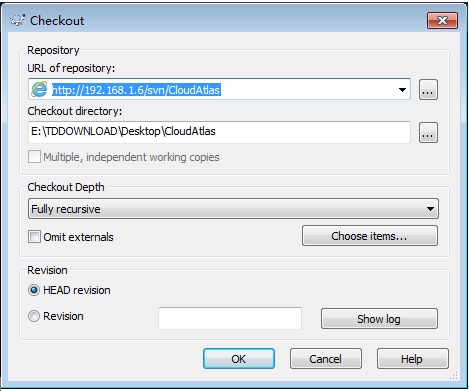 Checkout
Repository
URL of repository:
http://192.168.1.6/svn/CloudAtlas
...
Checkout directory:
E:\TDDOWNLOAD\Desktop\CloudAtlas
...
Multiple, independent working copies
Checkout Depth
Fully recursive
Omit externals
Choose items...
Revision
HEAD revision
Revision
Show log
OK
Cancel
Help